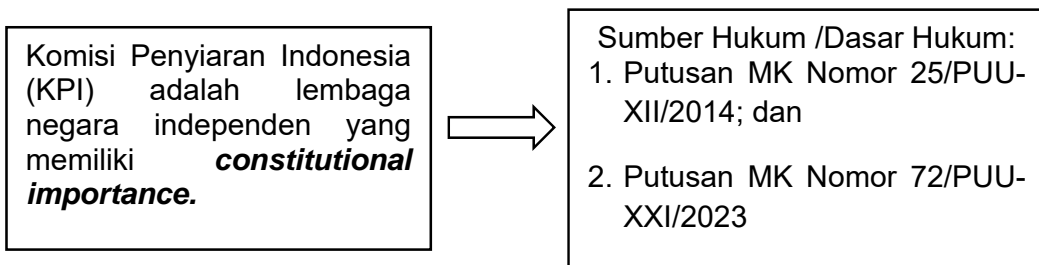 Komisi Penyiaran Indonesia
(KPI) adalah lembaga
negara independen yang
memiliki constitutional
importance.
Sumber Hukum /Dasar Hukum:
1. Putusan MK Nomor 25/PUU-
XII/2014; dan
2. Putusan MK Nomor 72/PUU-
XXI/2023